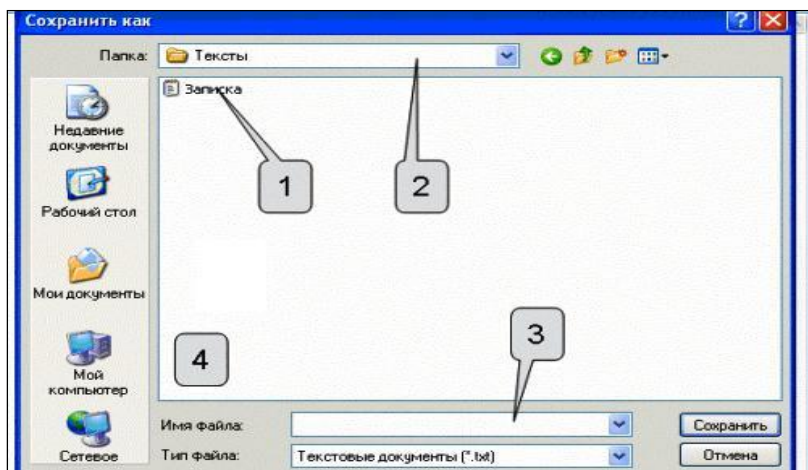 Сохранить как
Папка: Тексты
Записка
Недавние
документы
1
2
Рабочий стол
Мои документы
3
4
Мой
компьютер
Имя файла:
Сохранить
Сетевое
Тип файла:
Текстовые документы (*.txt)
Отмена